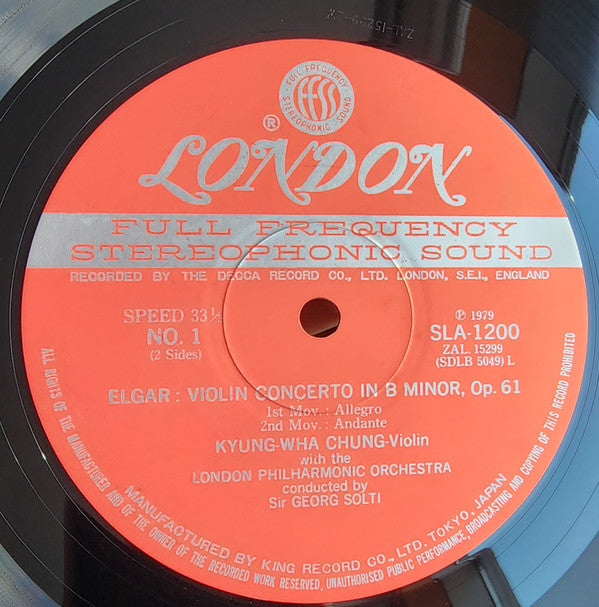 ZAL-15299-
FULL FREQUENCY
ffss
STEREOPHONIC SOUND
®
LONDON
FULL FREQUENCY
STEREOPHONIC SOUND
RECORDED BY THE DECCA RECORD CO., LTD. LONDON, S.E.I., ENGLAND
SPEED 33⅓
NO. 1
(2 Sides)
℗ 1979
SLA-1200
ZAL. 15299
(SDLB 5049) L
ELGAR : VIOLIN CONCERTO IN B MINOR, Op. 61
1st Mov.: Allegro
2nd Mov.: Andante
KYUNG-WHA CHUNG-Violin
with the
LONDON PHILHARMONIC ORCHESTRA
conducted by
Sir GEORG SOLTI
MANUFACTURED BY KING RECORD CO., LTD. TOKYO, JAPAN
ALL RIGHTS OF THE MANUFACTURER AND OF THE OWNER OF THE RECORDED WORK RESERVED, UNAUTHORISED PUBLIC PERFORMANCE, BROADCASTING AND COPYING OF THIS RECORD PROHIBITED